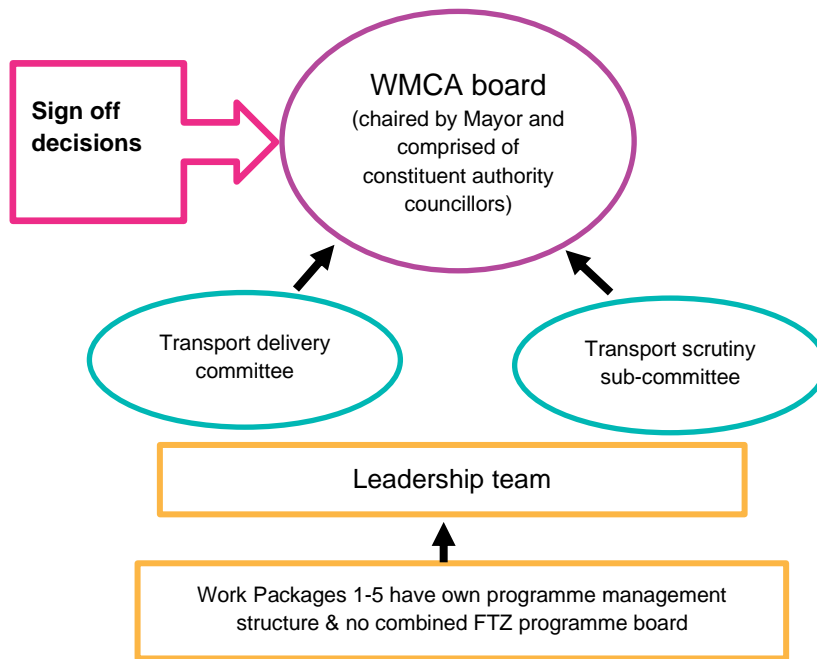 Sign off
decisions
WMCA board
(chaired by Mayor and
comprised of
constituent authority
councillors)
Transport delivery
committee
Transport scrutiny
sub-committee
Leadership team
Work Packages 1-5 have own programme management
structure & no combined FTZ programme board